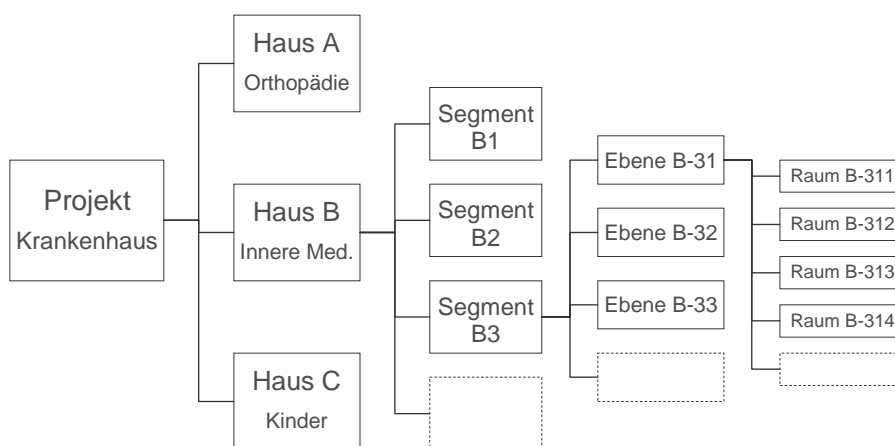 Projekt
Krankenhaus
Haus A
Orthopädie
Haus B
Innere Med.
Haus C
Kinder
Segment
B1
Segment
B2
Segment
B3
Ebene B-31
Ebene B-32
Ebene B-33
Raum B-311
Raum B-312
Raum B-313
Raum B-314